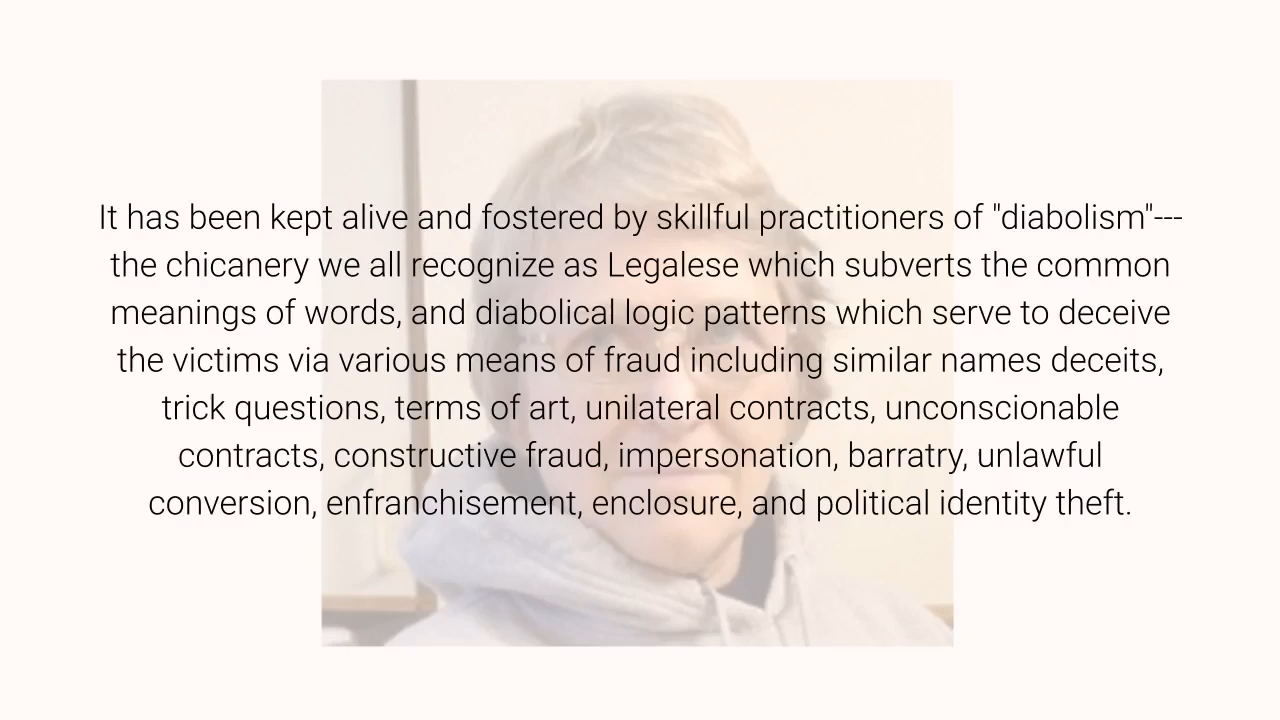 It has been kept alive and fostered by skillful practitioners of "diabolism"---
the chicanery we all recognize as Legalese which subverts the common
meanings of words, and diabolical logic patterns which serve to deceive
the victims via various means of fraud including similar names deceits,
trick questions, terms of art, unilateral contracts, unconscionable
contracts, constructive fraud, impersonation, barratry, unlawful
conversion, enfranchisement, enclosure, and political identity theft.